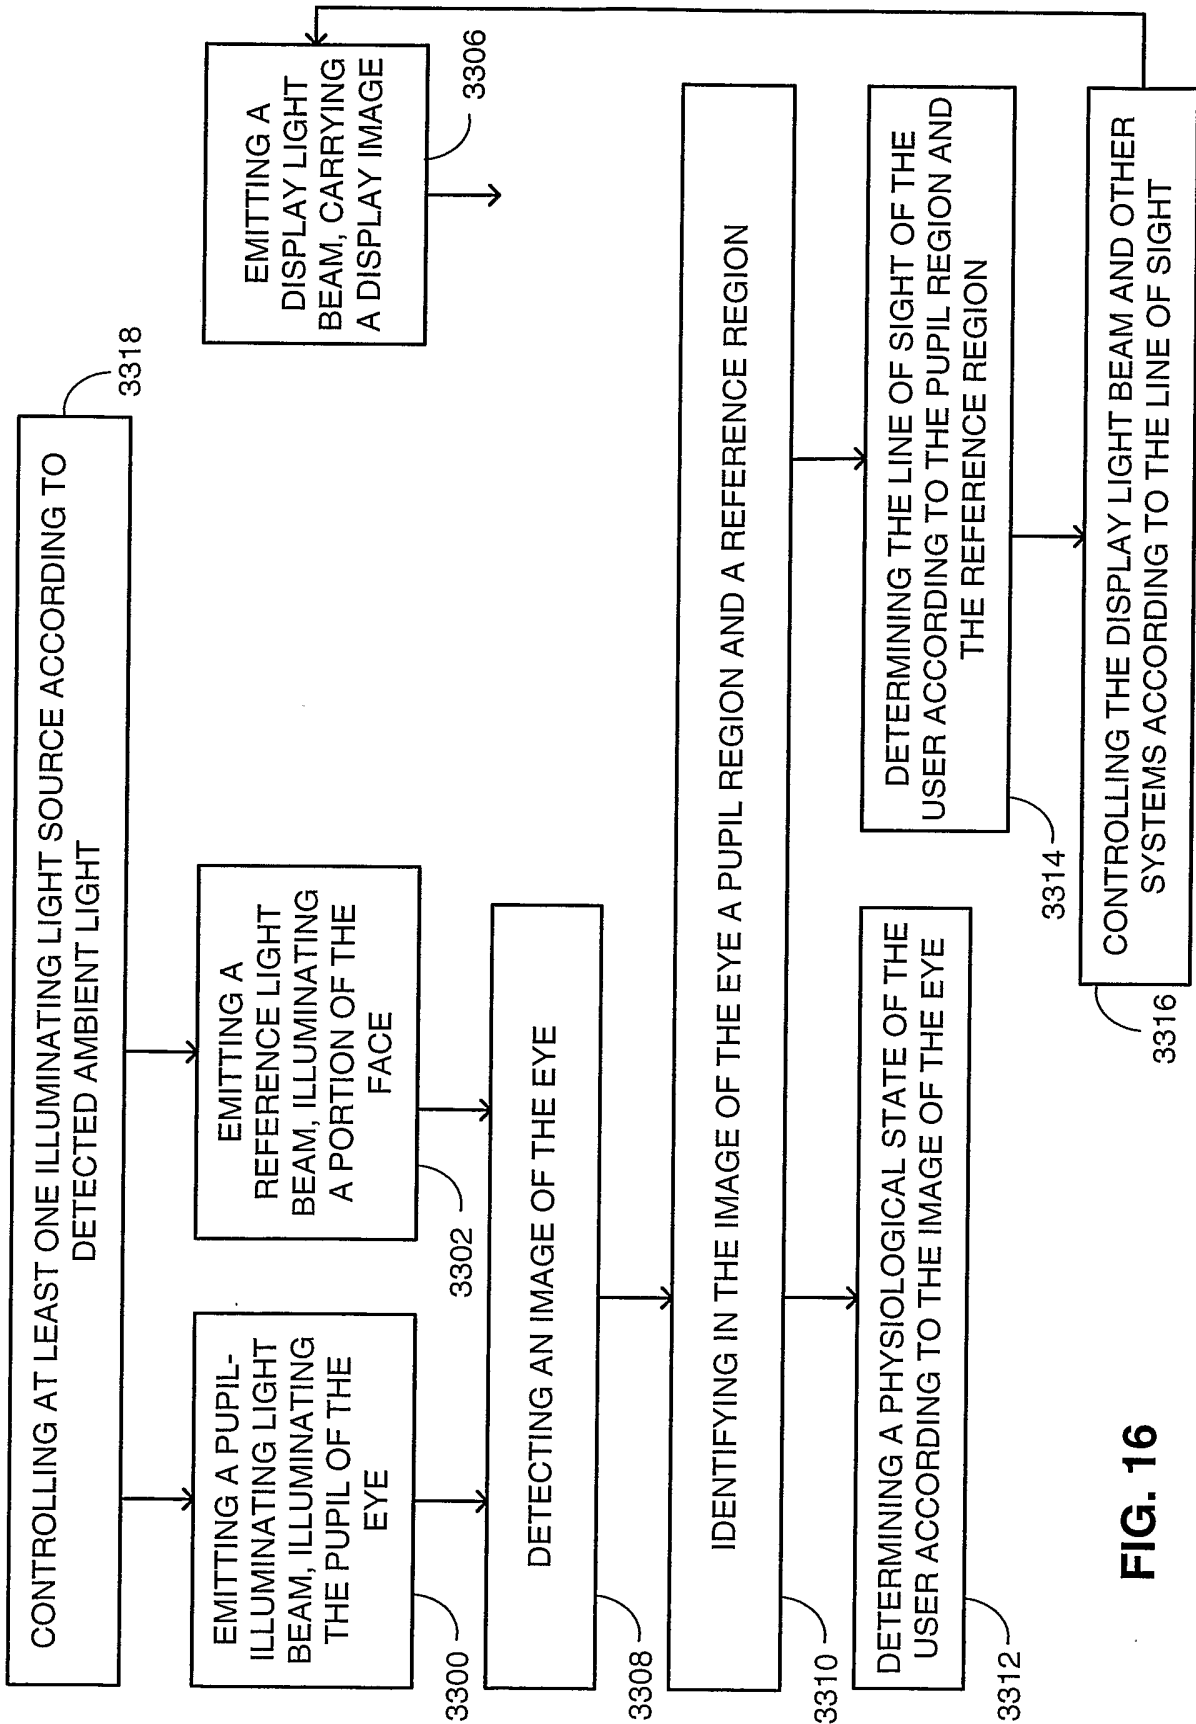 CONTROLLING AT LEAST ONE ILLUMINATING LIGHT SOURCE ACCORDING TO
DETECTED AMBIENT LIGHT
3318
EMITTING A PUPIL-
ILLUMINATING LIGHT
BEAM, ILLUMINATING
THE PUPIL OF THE
EYE
3300
EMITTING A
REFERENCE LIGHT
BEAM, ILLUMINATING
A PORTION OF THE
FACE
3302
EMITTING A
DISPLAY LIGHT
BEAM, CARRYING
A DISPLAY IMAGE
3306
DETECTING AN IMAGE OF THE EYE
3308
IDENTIFYING IN THE IMAGE OF THE EYE A PUPIL REGION AND A REFERENCE REGION
3310
DETERMINING A PHYSIOLOGICAL STATE OF THE
USER ACCORDING TO THE IMAGE OF THE EYE
3312
DETERMINING THE LINE OF SIGHT OF THE
USER ACCORDING TO THE PUPIL REGION AND
THE REFERENCE REGION
3314
CONTROLLING THE DISPLAY LIGHT BEAM AND OTHER
SYSTEMS ACCORDING TO THE LINE OF SIGHT
3316
FIG. 16